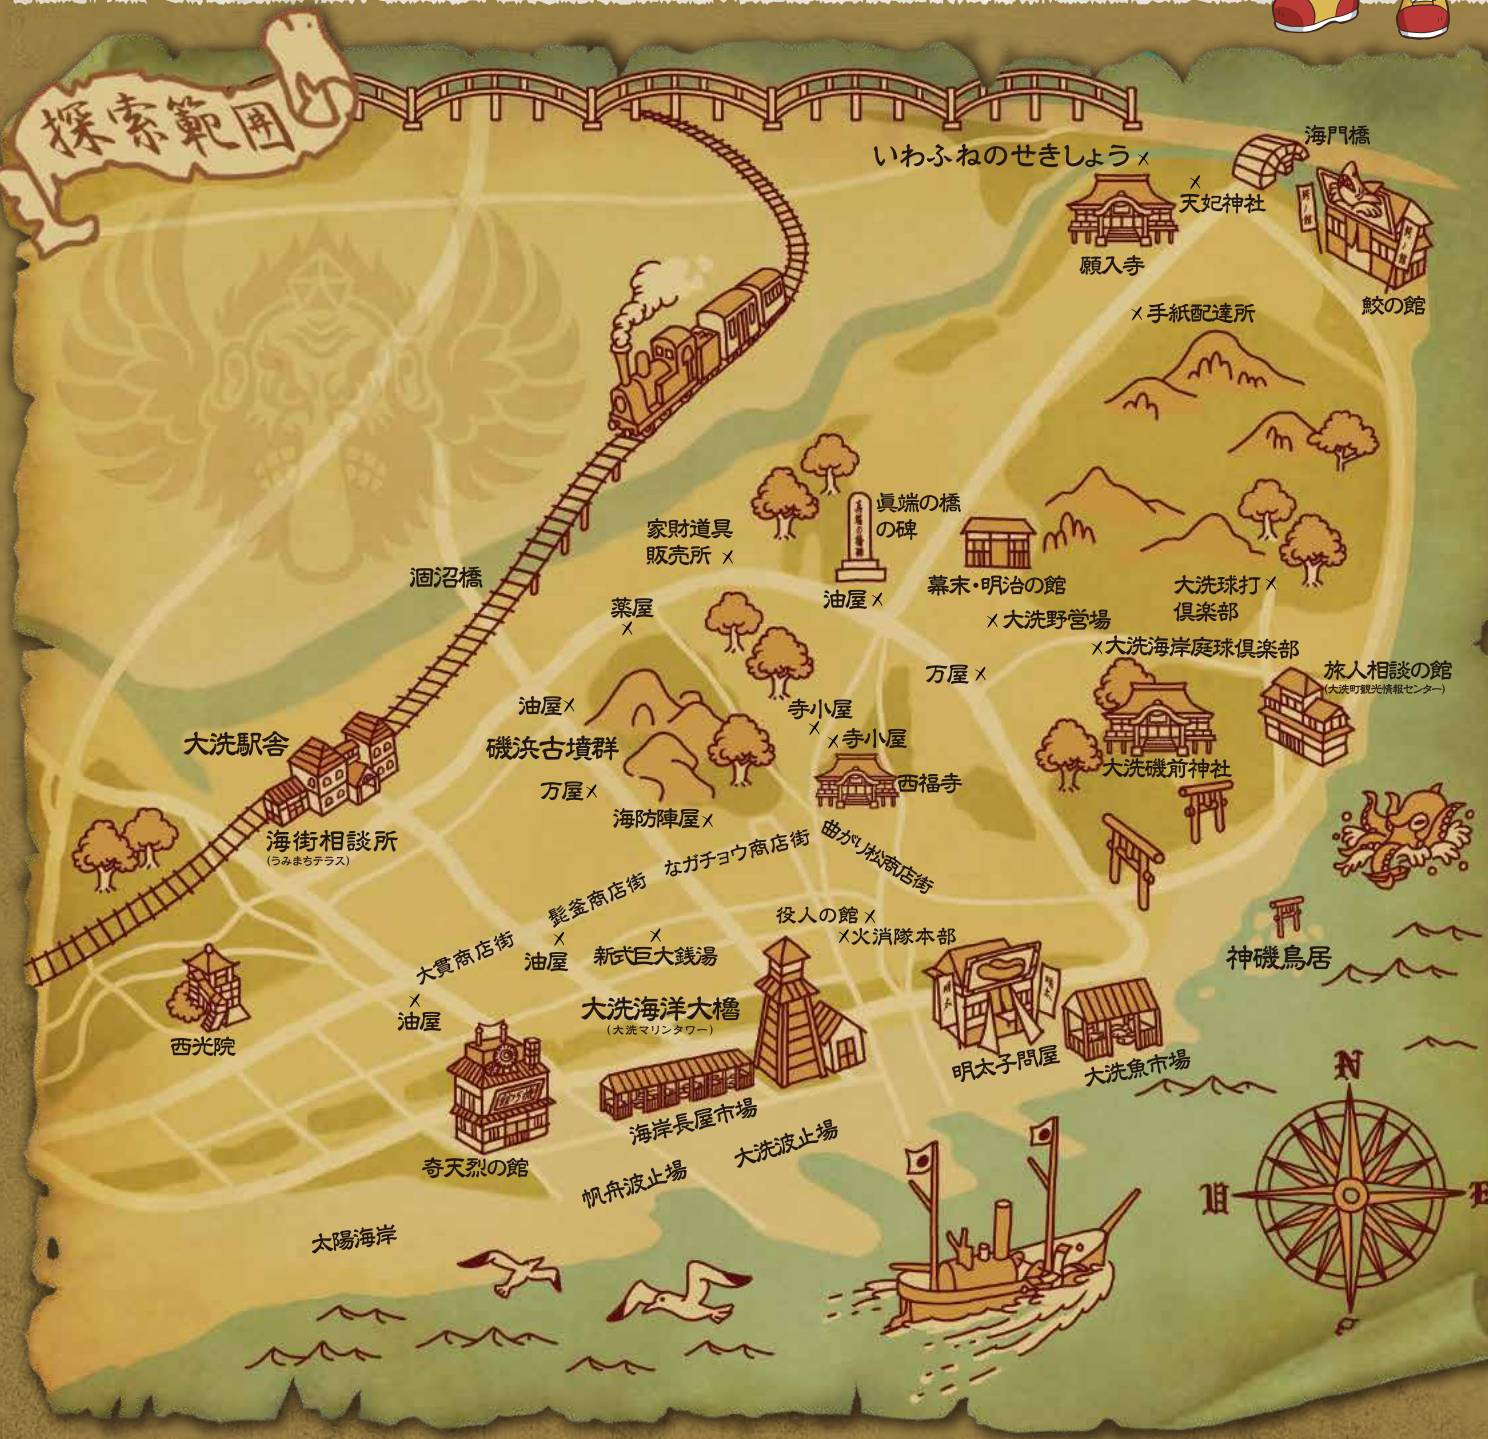 探索範囲
海門橋
いわふねのせきしょう
天妃神社
願入寺
鮫の館
手紙配達所
眞端の橋
の碑
家財道具
販売所
涸沼橋
幕末・明治の館
大洗球打
倶楽部
油屋
薬屋
大洗野営場
大洗海岸庭球倶楽部
万屋
旅人相談の館
(大洗町観光情報センター)
油屋
寺小屋
寺小屋
大洗駅舎
磯浜古墳群
大洗磯前神社
西福寺
万屋
海防陣屋
海街相談所
(うみまちテラス)
なガチョウ商店街
曲がり松商店街
髭釜商店街
大貫商店街
役人の館
火消隊本部
油屋
新式巨大銭湯
神磯鳥居
大洗海洋大櫓
(大洗マリンタワー)
油屋
西光院
明太子問屋
大洗魚市場
海岸長屋市場
大洗波止場
奇天烈の館
帆舟波止場
太陽海岸
N
E